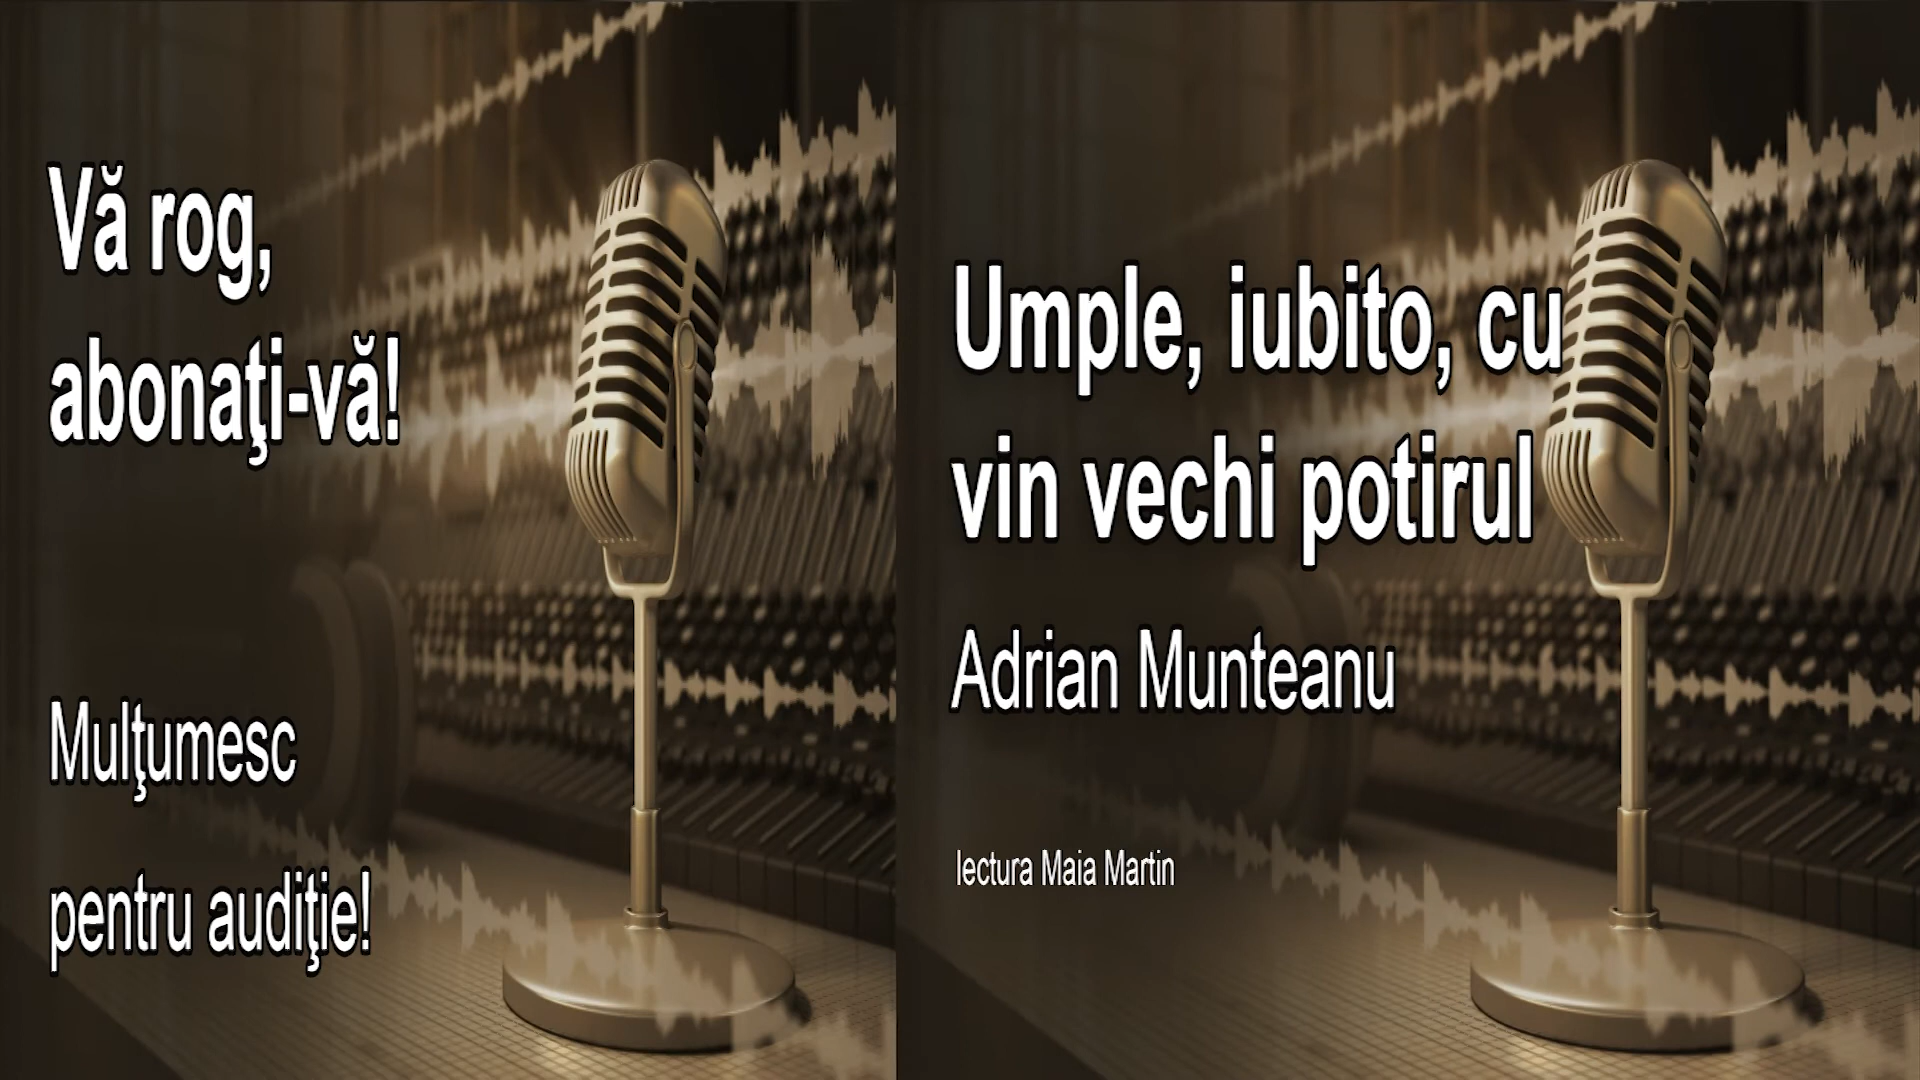 Vă rog,
abonaţi-vă!
Mulţumesc
pentru audiţie!
Umple, iubito, cu
vin vechi potirul
Adrian Munteanu
lectura Maia Martin